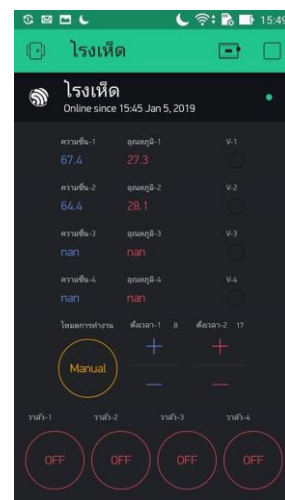 15:49
โรงเห็ด
โรงเห็ด
Online since 15:45 Jan 5, 2019
ความชื้น-1 อุณหภูมิ-1 V-1
67.4 27.3
ความชื้น-2 อุณหภูมิ-2 V-2
64.4 28.1
ความชื้น-3 อุณหภูมิ-3 V-3
nan nan
ความชื้น-4 อุณหภูมิ-4 V-4
nan nan
โหมดการทำงาน ตั้งเวลา-1 8 ตั้งเวลา-2 17
+ +
Manual
- -
วาล์ว-1 วาล์ว-2 วาล์ว-3 วาล์ว-4
OFF OFF OFF OFF